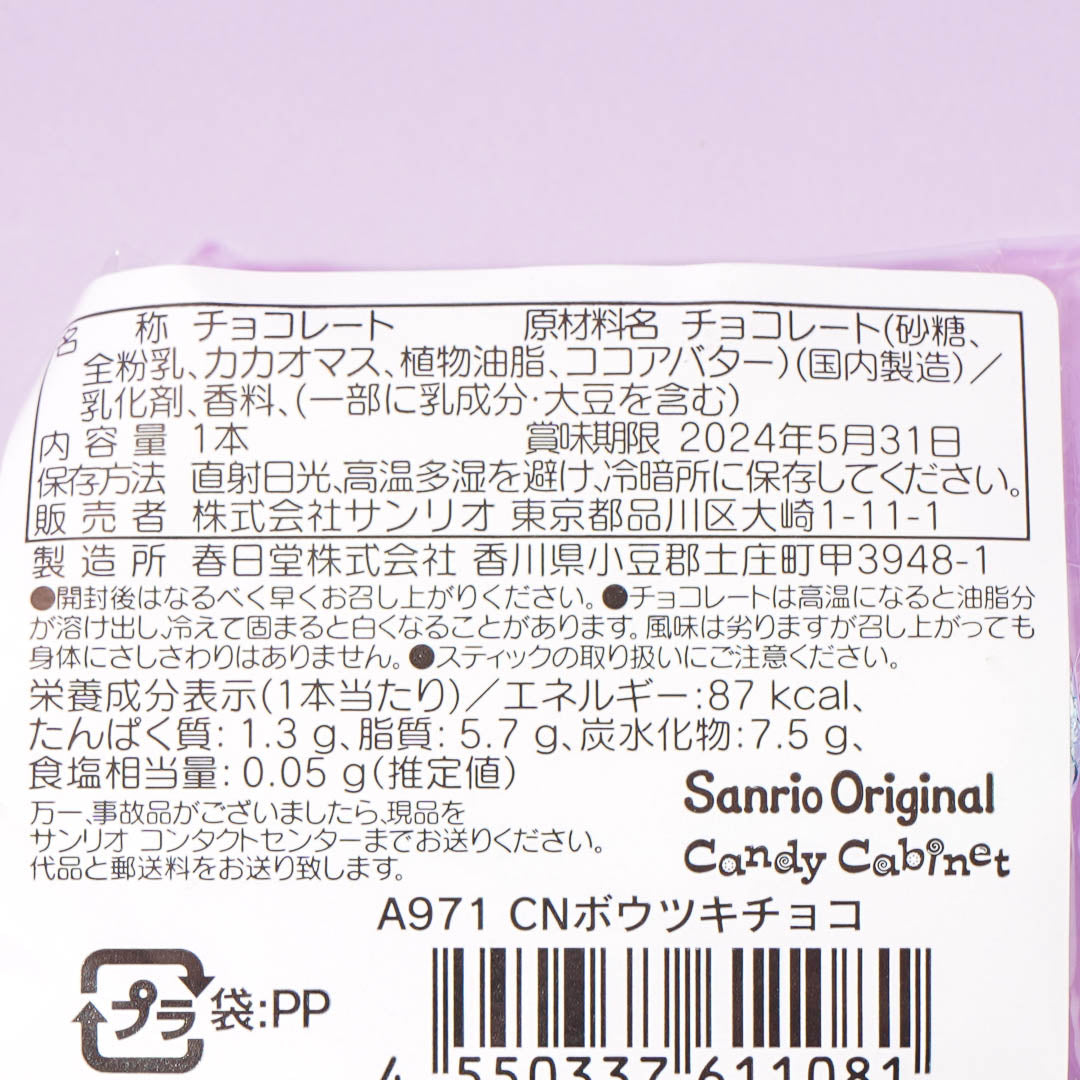 名 称 チョコレート 原材料名 チョコレート(砂糖、
全粉乳、カカオマス、植物油脂、ココアバター)(国内製造)／
乳化剤、香料、(一部に乳成分・大豆を含む)
内容量 1本 賞味期限 2024年5月31日
保存方法 直射日光、高温多湿を避け、冷暗所に保存してください。
販売者 株式会社サンリオ 東京都品川区大崎1-11-1
製造所 春日堂株式会社 香川県小豆郡土庄町甲3948-1
●開封後はなるべく早くお召し上がりください。●チョコレートは高温になると油脂分
が溶け出し、冷えて固まると白くなることがあります。風味は劣りますが召し上がっても
身体にさしさわりはありません。●スティックの取り扱いにご注意ください。
栄養成分表示(1本当たり)／エネルギー:87 kcal、
たんぱく質: 1.3 g、脂質: 5.7 g、炭水化物:7.5 g、
食塩相当量: 0.05 g(推定値)
万一、事故品がございましたら、現品を
サンリオ コンタクトセンターまでお送りください。
代品と郵送料をお送り致します。
Sanrio Original
Candy Cabinet
A971 CNボウツキチョコ
プラ 袋:PP
4 550337 611081